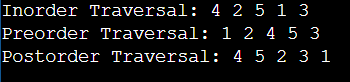 Inorder Traversal: 4 2 5 1 3
Preorder Traversal: 1 2 4 5 3
Postorder Traversal: 4 5 2 3 1